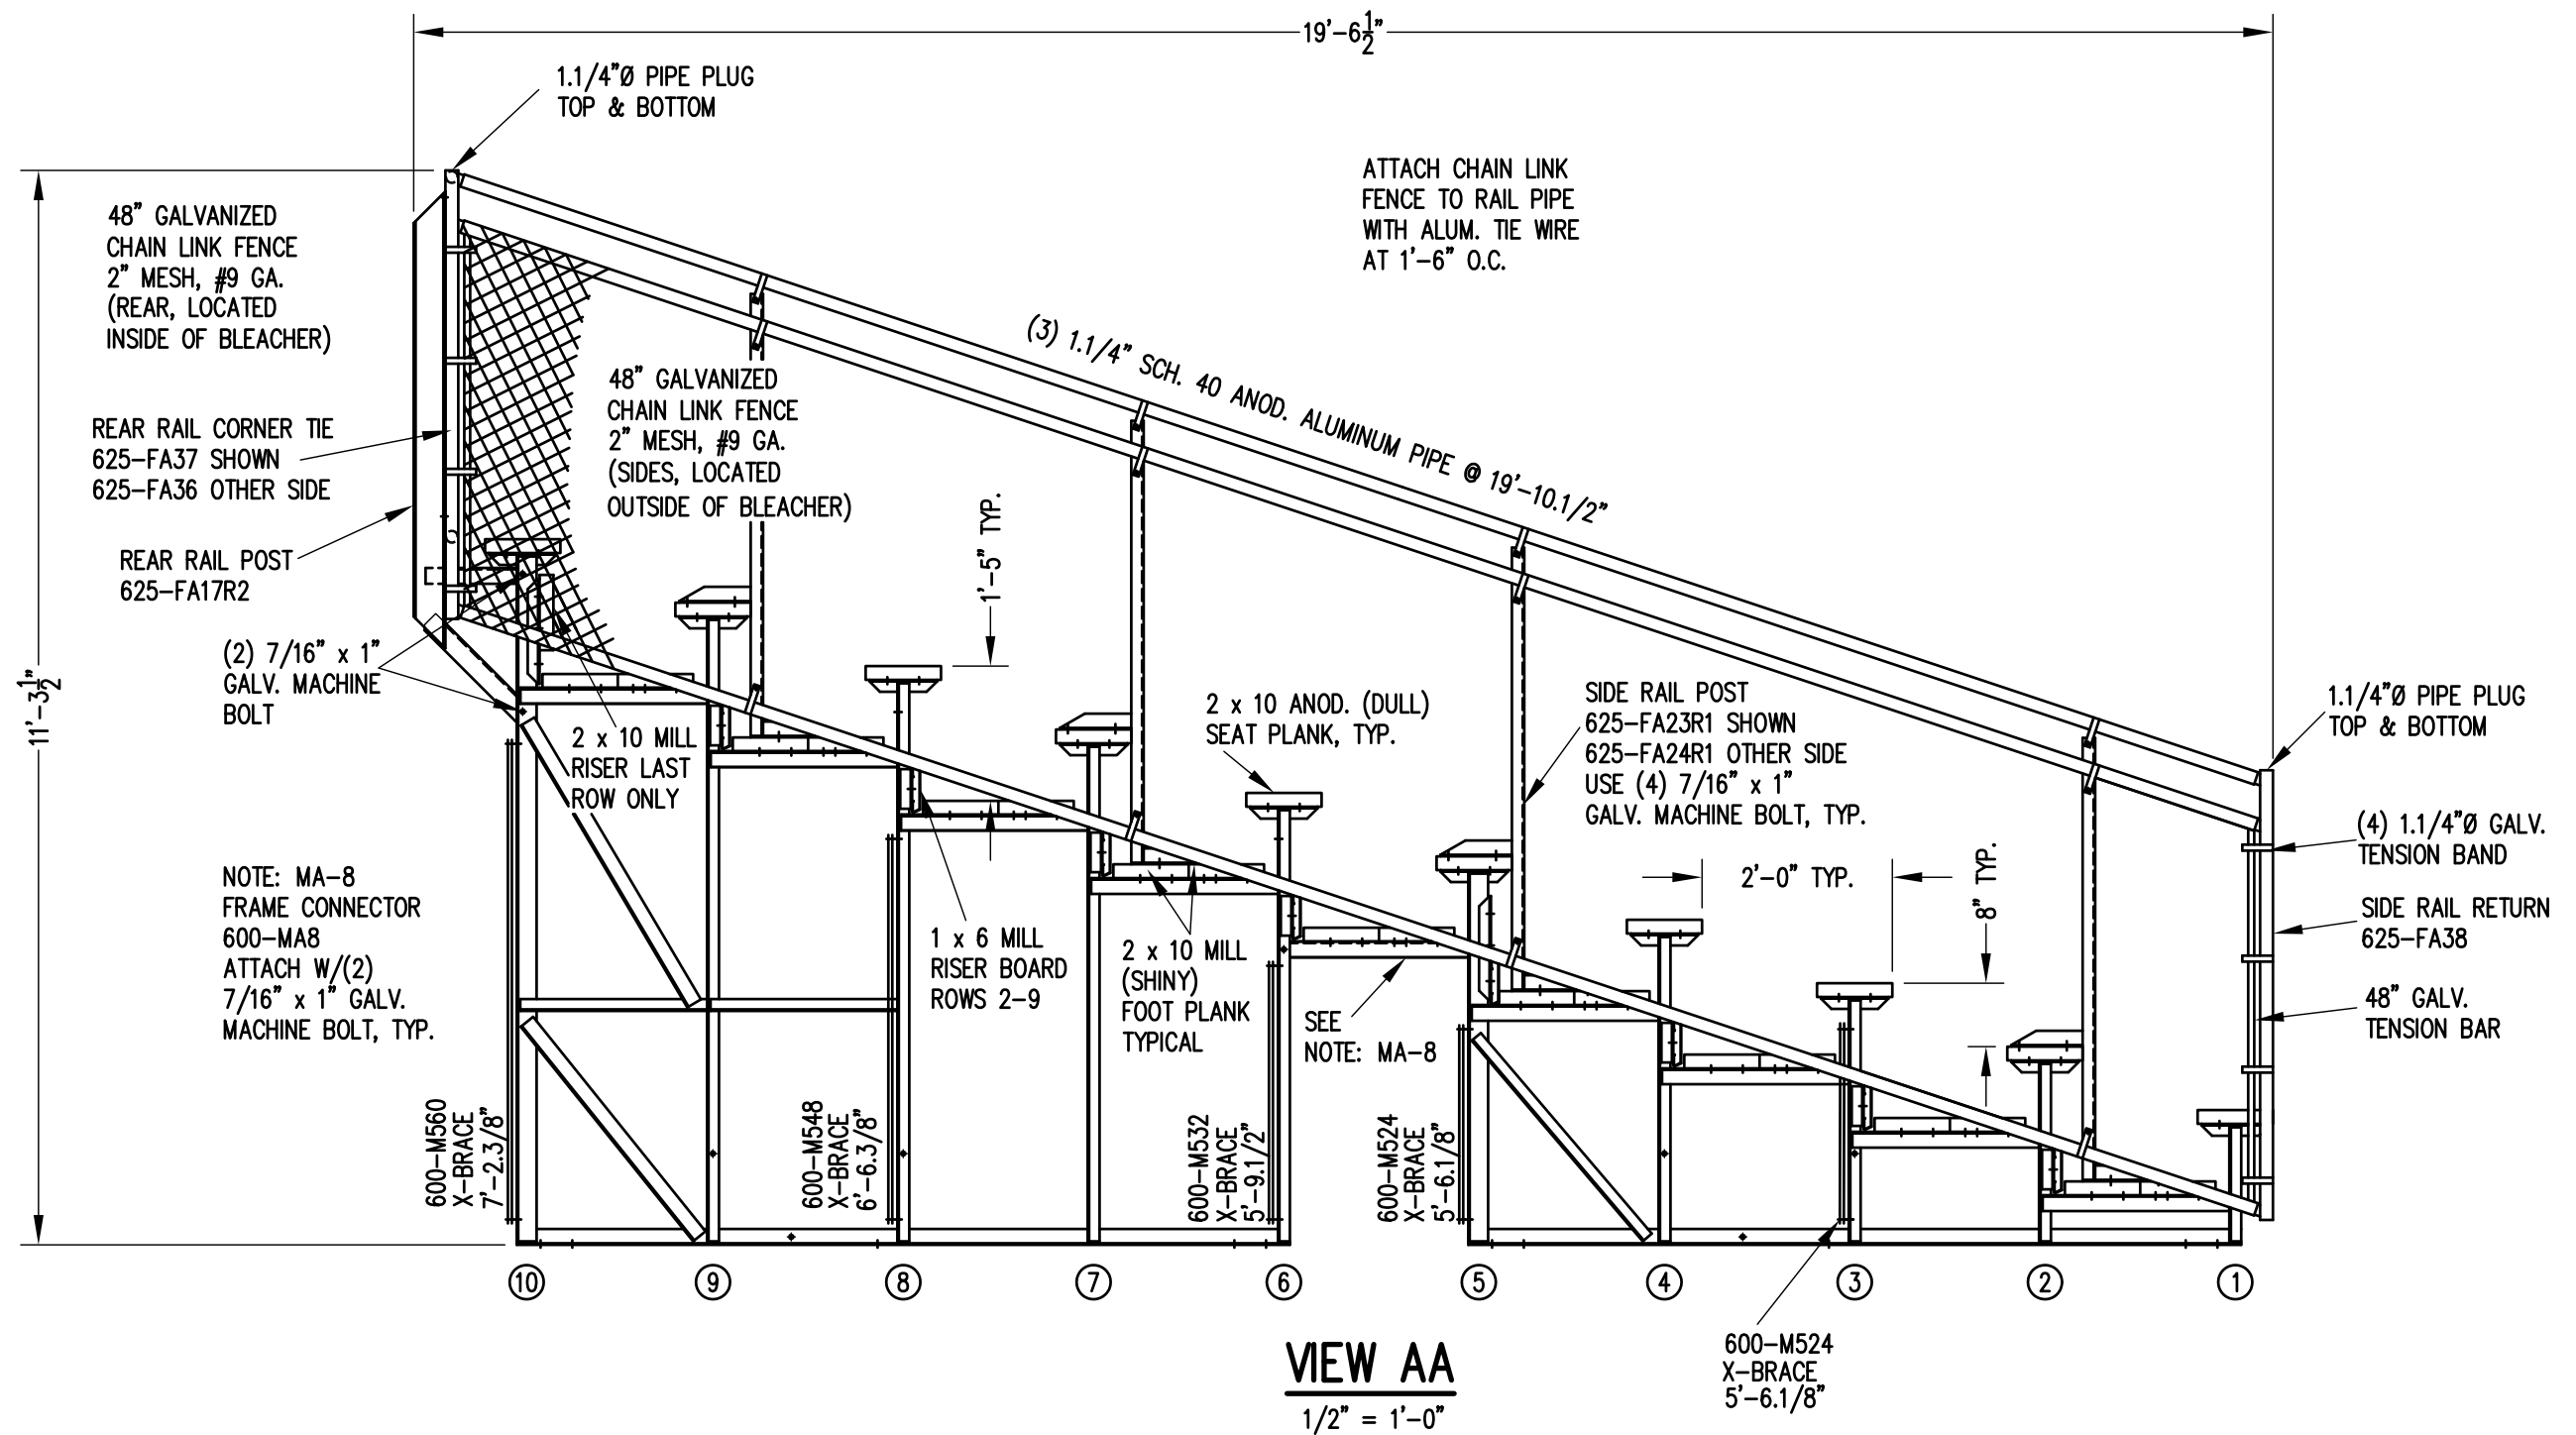 19'-6 1/2"
1.1/4"Ø PIPE PLUG
TOP & BOTTOM
ATTACH CHAIN LINK
FENCE TO RAIL PIPE
WITH ALUM. TIE WIRE
AT 1'-6" O.C.
48" GALVANIZED
CHAIN LINK FENCE
2" MESH, #9 GA.
(REAR, LOCATED
INSIDE OF BLEACHER)
(3) 1.1/4" SCH. 40 ANOD. ALUMINUM PIPE @ 19'-10.1/2"
48" GALVANIZED
CHAIN LINK FENCE
2" MESH, #9 GA.
(SIDES, LOCATED
OUTSIDE OF BLEACHER)
REAR RAIL CORNER TIE
625-FA37 SHOWN
625-FA36 OTHER SIDE
REAR RAIL POST
625-FA17R2
1'-5" TYP.
11'-3 1/2"
(2) 7/16" x 1"
GALV. MACHINE
BOLT
2 x 10 MILL
RISER LAST
ROW ONLY
2 x 10 ANOD. (DULL)
SEAT PLANK, TYP.
SIDE RAIL POST
625-FA23R1 SHOWN
625-FA24R1 OTHER SIDE
USE (4) 7/16" x 1"
GALV. MACHINE BOLT, TYP.
1.1/4"Ø PIPE PLUG
TOP & BOTTOM
(4) 1.1/4"Ø GALV.
TENSION BAND
2'-0" TYP.
8" TYP.
SIDE RAIL RETURN
625-FA38
48" GALV.
TENSION BAR
NOTE: MA-8
FRAME CONNECTOR
600-MA8
ATTACH W/(2)
7/16" x 1" GALV.
MACHINE BOLT, TYP.
1 x 6 MILL
RISER BOARD
ROWS 2-9
2 x 10 MILL
(SHINY)
FOOT PLANK
TYPICAL
SEE
NOTE: MA-8
600-M560
X-BRACE
7'-2.3/8"
600-M548
X-BRACE
6'-6.3/8"
600-M532
X-BRACE
5'-9.1/2"
600-M524
X-BRACE
5'-6.1/8"
10 9 8 7 6 5 4 3 2 1
600-M524
X-BRACE
5'-6.1/8"
VIEW AA
1/2" = 1'-0"